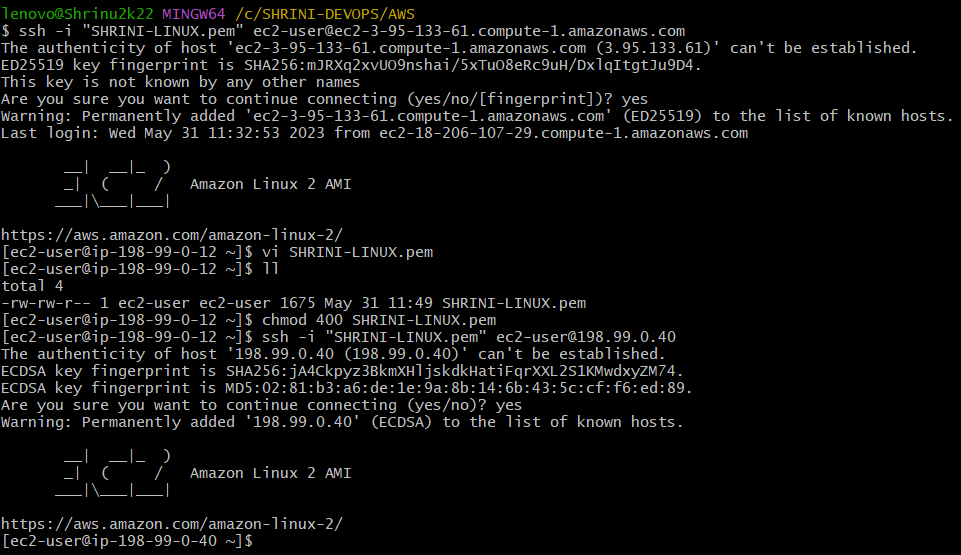 lenovo@Shrinu2k22 MINGW64 /c/SHRINI-DEVOPS/AWS
$ ssh -i "SHRINI-LINUX.pem" ec2-user@ec2-3-95-133-61.compute-1.amazonaws.com
The authenticity of host 'ec2-3-95-133-61.compute-1.amazonaws.com (3.95.133.61)' can't be established.
ED25519 key fingerprint is SHA256:mJRXq2xvUO9nshai/5xTuO8eRc9uH/DxlqItgtJu9D4.
This key is not known by any other names
Are you sure you want to continue connecting (yes/no/[fingerprint])? yes
Warning: Permanently added 'ec2-3-95-133-61.compute-1.amazonaws.com' (ED25519) to the list of known hosts.
Last login: Wed May 31 11:32:53 2023 from ec2-18-206-107-29.compute-1.amazonaws.com

       __|  __|_  )
       _|  (     /   Amazon Linux 2 AMI
      ___|\___|___|

https://aws.amazon.com/amazon-linux-2/
[ec2-user@ip-198-99-0-12 ~]$ vi SHRINI-LINUX.pem
[ec2-user@ip-198-99-0-12 ~]$ ll
total 4
-rw-rw-r-- 1 ec2-user ec2-user 1675 May 31 11:49 SHRINI-LINUX.pem
[ec2-user@ip-198-99-0-12 ~]$ chmod 400 SHRINI-LINUX.pem
[ec2-user@ip-198-99-0-12 ~]$ ssh -i "SHRINI-LINUX.pem" ec2-user@198.99.0.40
The authenticity of host '198.99.0.40 (198.99.0.40)' can't be established.
ECDSA key fingerprint is SHA256:jA4Ckpyz3BkmXHljskdkHatiFqrXXL2S1KMwdxyZM74.
ECDSA key fingerprint is MD5:02:81:b3:a6:de:1e:9a:8b:14:6b:43:5c:cf:f6:ed:89.
Are you sure you want to continue connecting (yes/no)? yes
Warning: Permanently added '198.99.0.40' (ECDSA) to the list of known hosts.

       __|  __|_  )
       _|  (     /   Amazon Linux 2 AMI
      ___|\___|___|

https://aws.amazon.com/amazon-linux-2/
[ec2-user@ip-198-99-0-40 ~]$